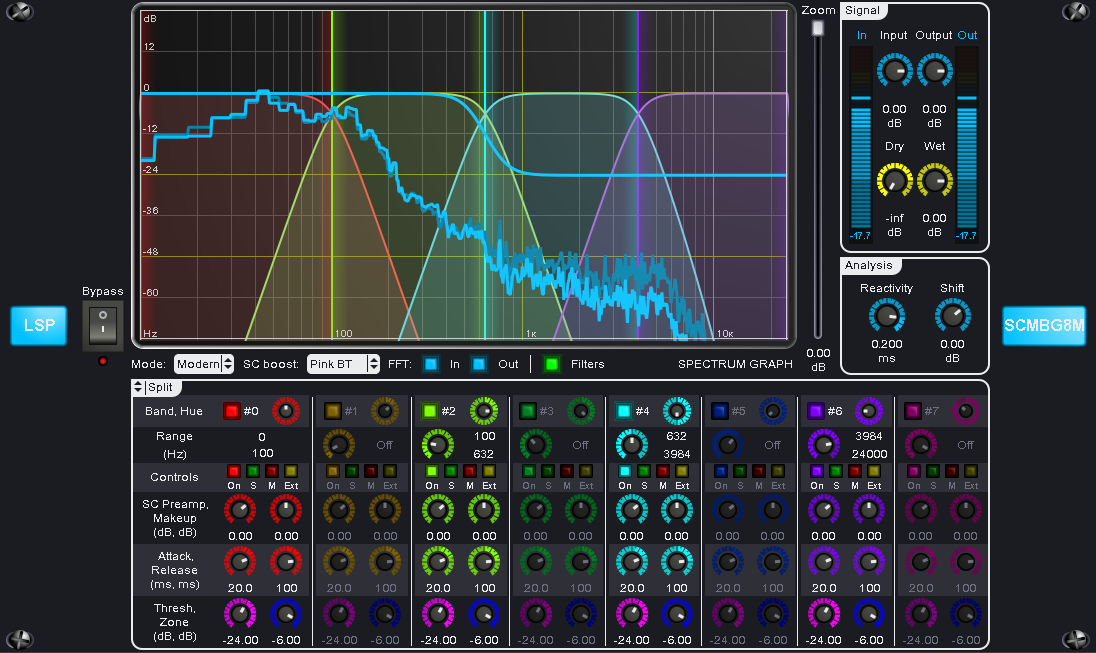 Zoom
Signal
dB
12
0
-12
-24
-36
-48
-60
Hz
100
1k
10k
In Input Output Out
0.00 0.00
dB dB
Dry Wet
-inf 0.00
dB dB
-17.7 -17.7
Analysis
Reactivity Shift
0.200 0.00
ms dB
Bypass
LSP
SCMBG8M
0.00
dB
Mode: Modern SC boost: Pink BT FFT: In Out Filters SPECTRUM GRAPH
Split
Band, Hue #0 #1 #2 #3 #4 #5 #6 #7
Range 0 Off 100 Off 632 Off 3984 Off
(Hz) 100 632 3984 24000
Controls
On S M Ext On S M Ext On S M Ext On S M Ext On S M Ext On S M Ext On S M Ext On S M Ext
SC Preamp,
Makeup
(dB, dB) 0.00 0.00 0.00 0.00 0.00 0.00 0.00 0.00 0.00 0.00 0.00 0.00 0.00 0.00 0.00 0.00
Attack,
Release
(ms, ms) 20.0 100 20.0 100 20.0 100 20.0 100 20.0 100 20.0 100 20.0 100 20.0 100
Thresh,
Zone
(dB, dB) -24.00 -6.00 -24.00 -6.00 -24.00 -6.00 -24.00 -6.00 -24.00 -6.00 -24.00 -6.00 -24.00 -6.00 -24.00 -6.00